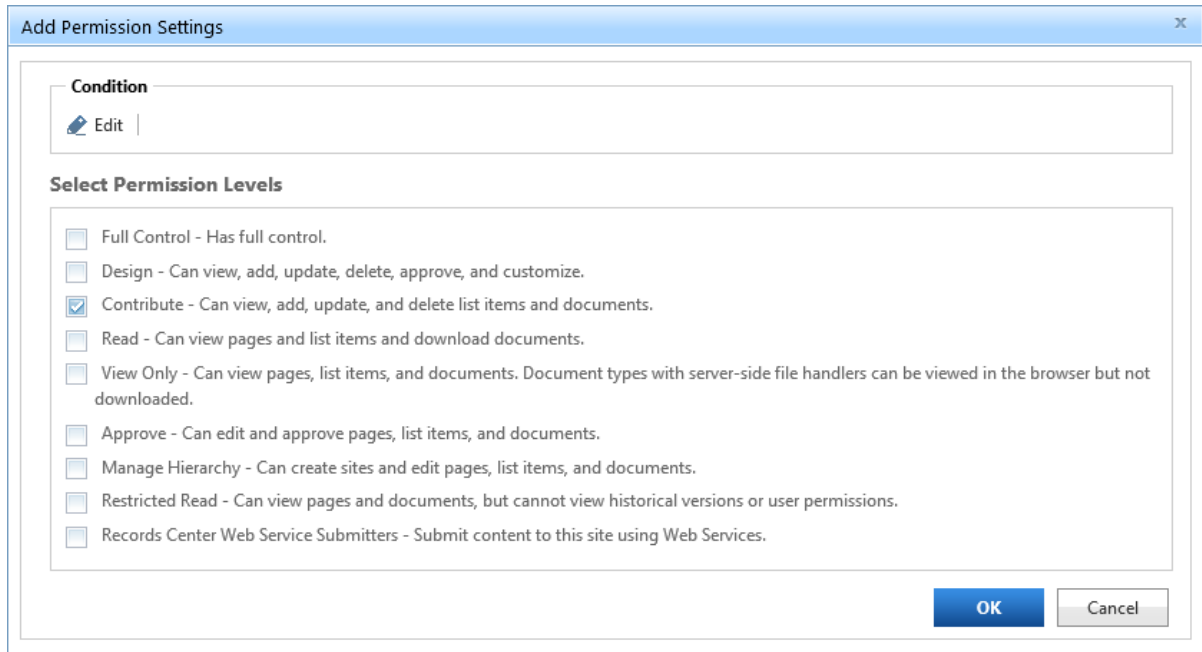 Add Permission Settings
x
Condition
Edit
Select Permission Levels
Full Control - Has full control.
Design - Can view, add, update, delete, approve, and customize.
Contribute - Can view, add, update, and delete list items and documents.
Read - Can view pages and list items and download documents.
View Only - Can view pages, list items, and documents. Document types with server-side file handlers can be viewed in the browser but not
downloaded.
Approve - Can edit and approve pages, list items, and documents.
Manage Hierarchy - Can create sites and edit pages, list items, and documents.
Restricted Read - Can view pages and documents, but cannot view historical versions or user permissions.
Records Center Web Service Submitters - Submit content to this site using Web Services.
OK
Cancel